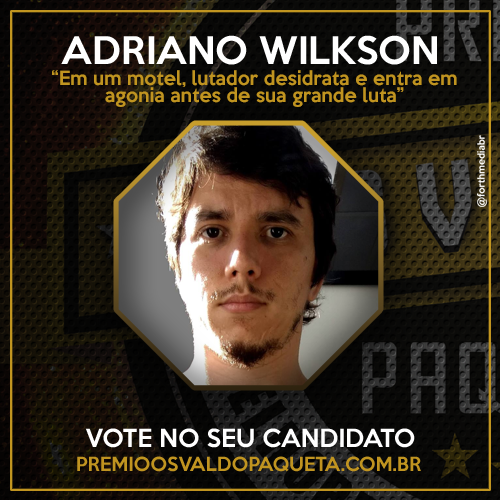 ADRIANO WILKSON
“Em um motel, lutador desidrata e entra em
agonia antes de sua grande luta”
@forthmediabr
VOTE NO SEU CANDIDATO
PREMIOOSVALDOPAQUETA.COM.BR